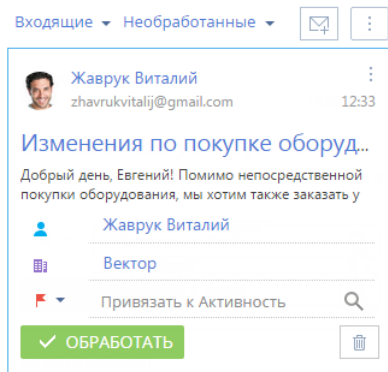 Входящие Необработанные
Жаврук Виталий
zhavrukvitalij@gmail.com 12:33
Изменения по покупке оборуд...
Добрый день, Евгений! Помимо непосредственной
покупки оборудования, мы хотим также заказать у
Жаврук Виталий
Вектор
Привязать к Активность
ОБРАБОТАТЬ